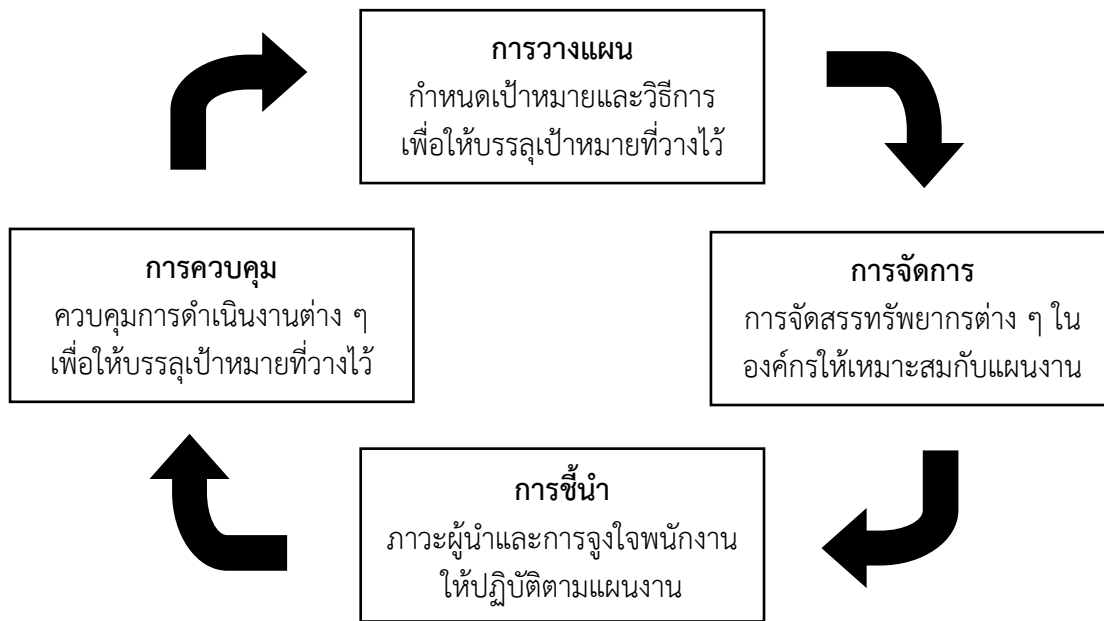 การวางแผน
กำหนดเป้าหมายและวิธีการ
เพื่อให้บรรลุเป้าหมายที่วางไว้
การจัดการ
การจัดสรรทรัพยากรต่าง ๆ ใน
องค์กรให้เหมาะสมกับแผนงาน
การชี้นำ
ภาวะผู้นำและการจูงใจพนักงาน
ให้ปฏิบัติตามแผนงาน
การควบคุม
ควบคุมการดำเนินงานต่าง ๆ
เพื่อให้บรรลุเป้าหมายที่วางไว้